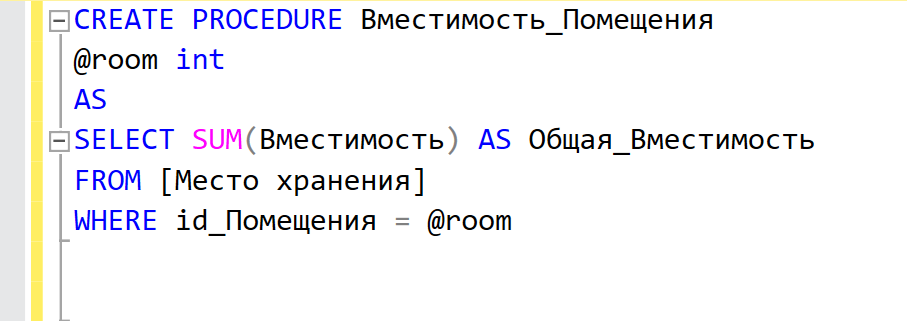 CREATE PROCEDURE Вместимость_Помещения
@room int
AS
SELECT SUM(Вместимость) AS Общая_Вместимость
FROM [Место хранения]
WHERE id_Помещения = @room